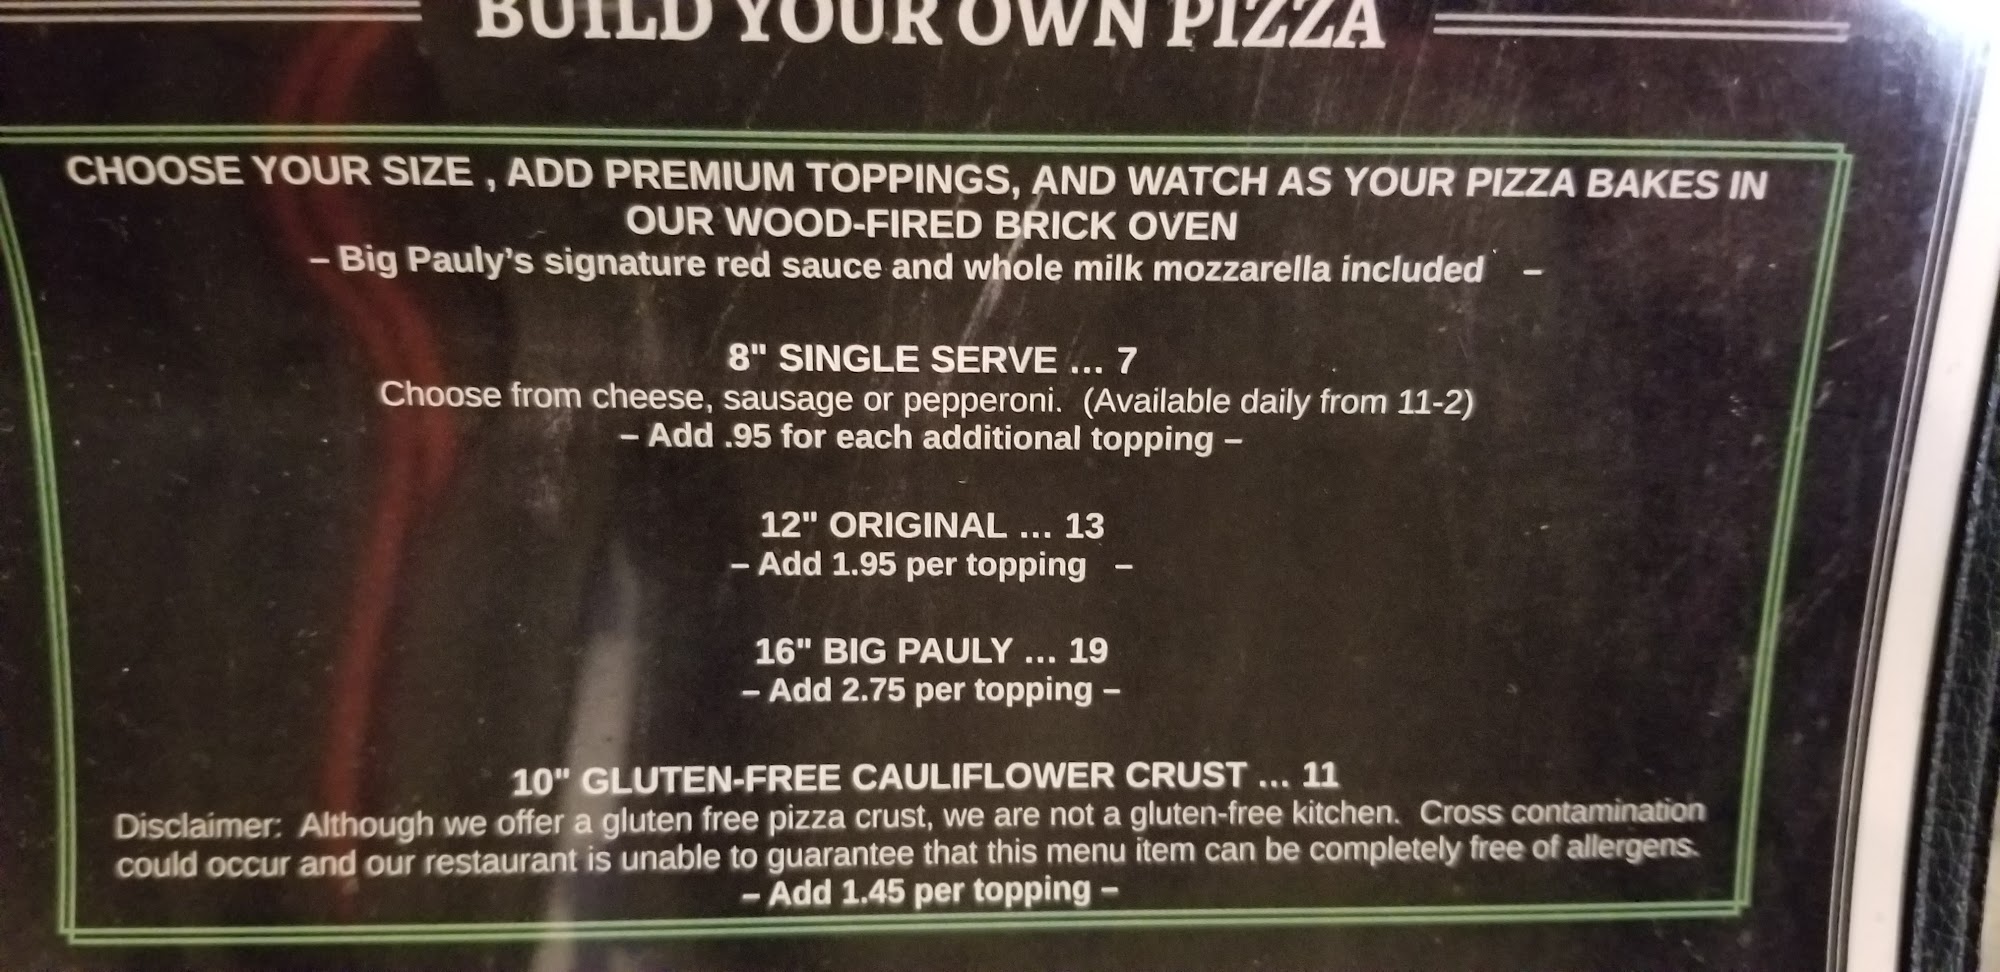 BUILD YOUR OWN PIZZA
CHOOSE YOUR SIZE , ADD PREMIUM TOPPINGS, AND WATCH AS YOUR PIZZA BAKES IN
OUR WOOD-FIRED BRICK OVEN
– Big Pauly's signature red sauce and whole milk mozzarella included –
8" SINGLE SERVE ... 7
Choose from cheese, sausage or pepperoni. (Available daily from 11-2)
– Add .95 for each additional topping –
12" ORIGINAL ... 13
– Add 1.95 per topping –
16" BIG PAULY ... 19
– Add 2.75 per topping –
10" GLUTEN-FREE CAULIFLOWER CRUST ... 11
Disclaimer: Although we offer a gluten free pizza crust, we are not a gluten-free kitchen. Cross contamination
could occur and our restaurant is unable to guarantee that this menu item can be completely free of allergens.
– Add 1.45 per topping –